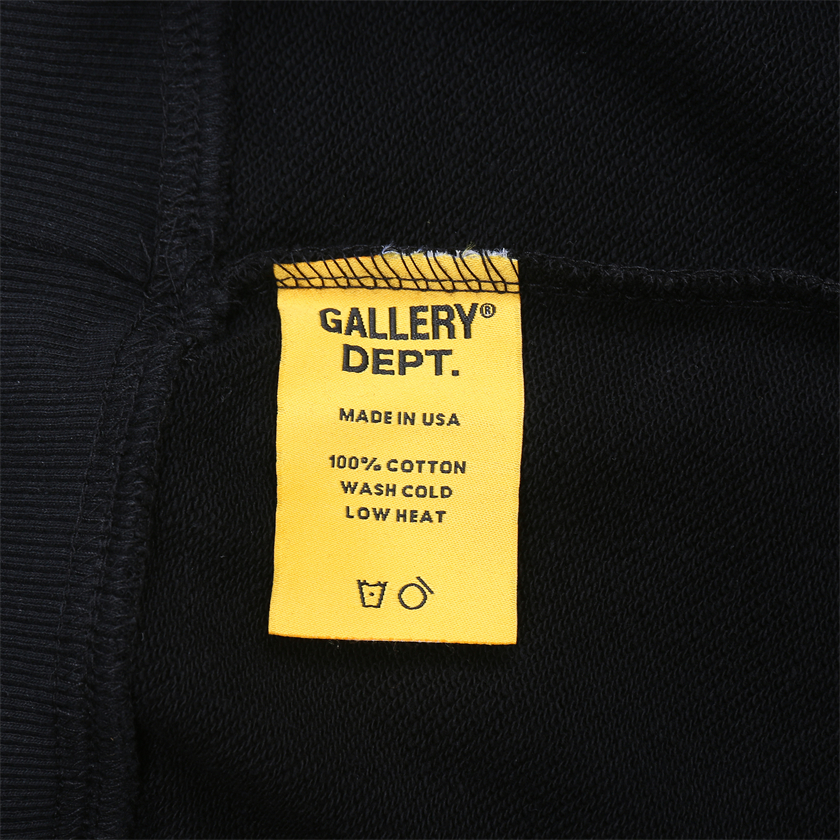 GALLERY®
DEPT.
MADE IN USA
100% COTTON
WASH COLD
LOW HEAT